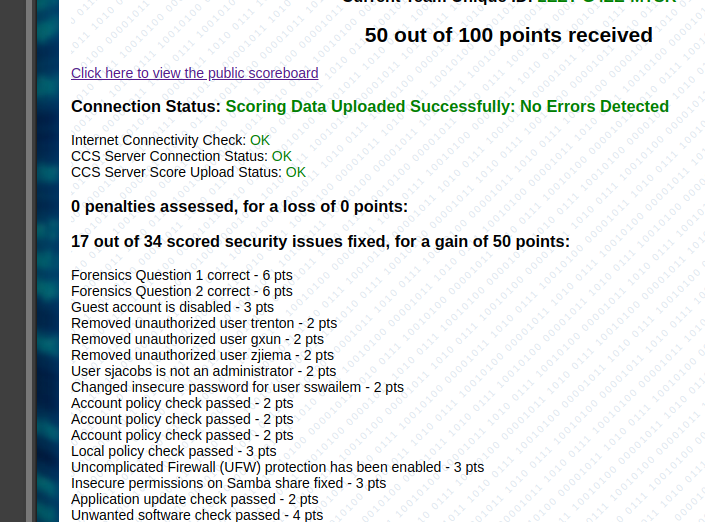 50 out of 100 points received
Click here to view the public scoreboard
Connection Status: Scoring Data Uploaded Successfully: No Errors Detected
Internet Connectivity Check: OK
CCS Server Connection Status: OK
CCS Server Score Upload Status: OK
0 penalties assessed, for a loss of 0 points:
17 out of 34 scored security issues fixed, for a gain of 50 points:
Forensics Question 1 correct - 6 pts
Forensics Question 2 correct - 6 pts
Guest account is disabled - 3 pts
Removed unauthorized user trenton - 2 pts
Removed unauthorized user gxun - 2 pts
Removed unauthorized user zjiema - 2 pts
User sjacobs is not an administrator - 2 pts
Changed insecure password for user sswailem - 2 pts
Account policy check passed - 2 pts
Account policy check passed - 2 pts
Account policy check passed - 2 pts
Local policy check passed - 3 pts
Uncomplicated Firewall (UFW) protection has been enabled - 3 pts
Insecure permissions on Samba share fixed - 3 pts
Application update check passed - 2 pts
Unwanted software check passed - 4 pts